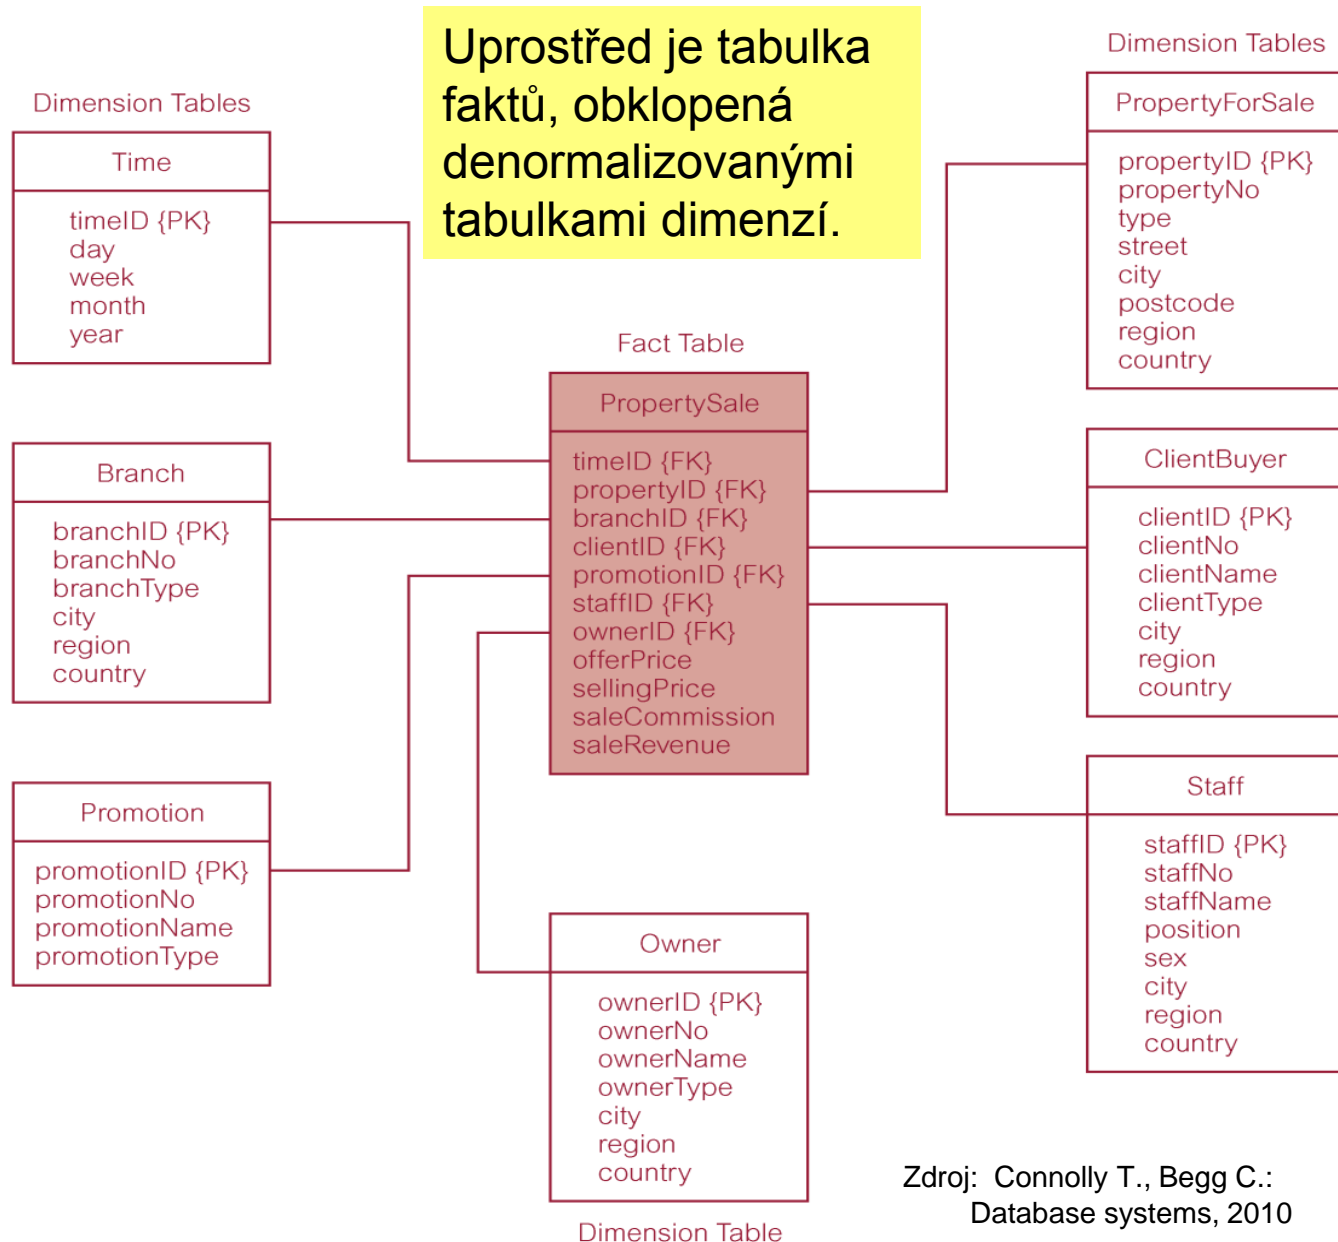 Uprostřed je tabulka
faktů, obklopená
denormalizovanými
tabulkami dimenzí.
Dimension Tables
Time
timeID {PK}
day
week
month
year
Branch
branchID {PK}
branchNo
branchType
city
region
country
Promotion
promotionID {PK}
promotionNo
promotionName
promotionType
Fact Table
PropertySale
timeID {FK}
propertyID {FK}
branchID {FK}
clientID {FK}
promotionID {FK}
staffID {FK}
ownerID {FK}
offerPrice
sellingPrice
saleCommission
saleRevenue
Owner
ownerID {PK}
ownerNo
ownerName
ownerType
city
region
country
Dimension Table
Dimension Tables
PropertyForSale
propertyID {PK}
propertyNo
type
street
city
postcode
region
country
ClientBuyer
clientID {PK}
clientNo
clientName
clientType
city
region
country
Staff
staffID {PK}
staffNo
staffName
position
sex
city
region
country
Zdroj: Connolly T., Begg C.:
Database systems, 2010